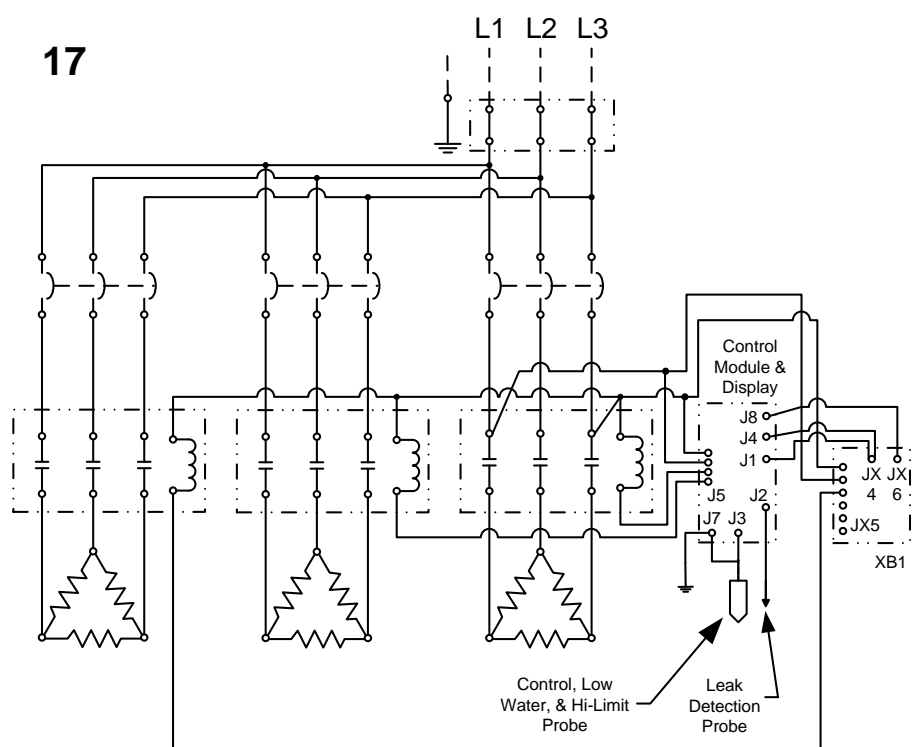 17
L1 L2 L3
Control
Module &
Display
J8
J4
J1
J5
J2
J7 J3
JX JX
4 6
JX5
XB1
Control, Low
Water, & Hi-Limit
Probe
Leak
Detection
Probe